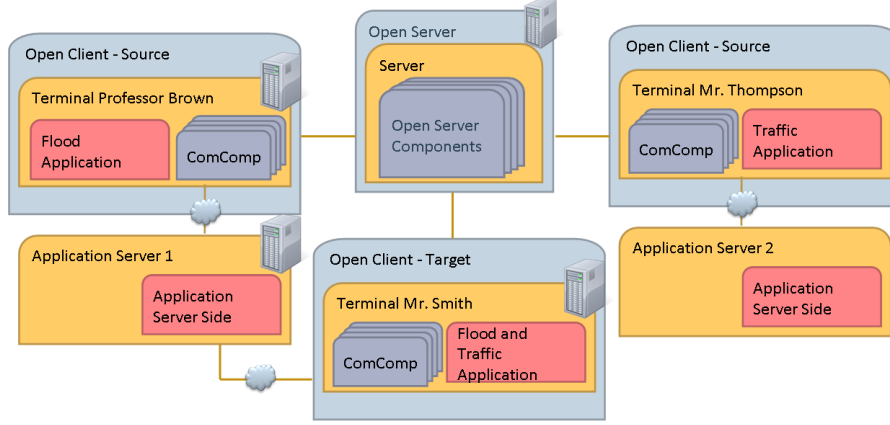 Open Client - Source
Terminal Professor Brown
Flood
Application
ComComp
Open Server
Server
Open Server
Components
Open Client - Source
Terminal Mr. Thompson
ComComp
Traffic
Application
Application Server 1
Application
Server Side
Open Client - Target
Terminal Mr. Smith
ComComp
Flood and
Traffic
Application
Application Server 2
Application
Server Side